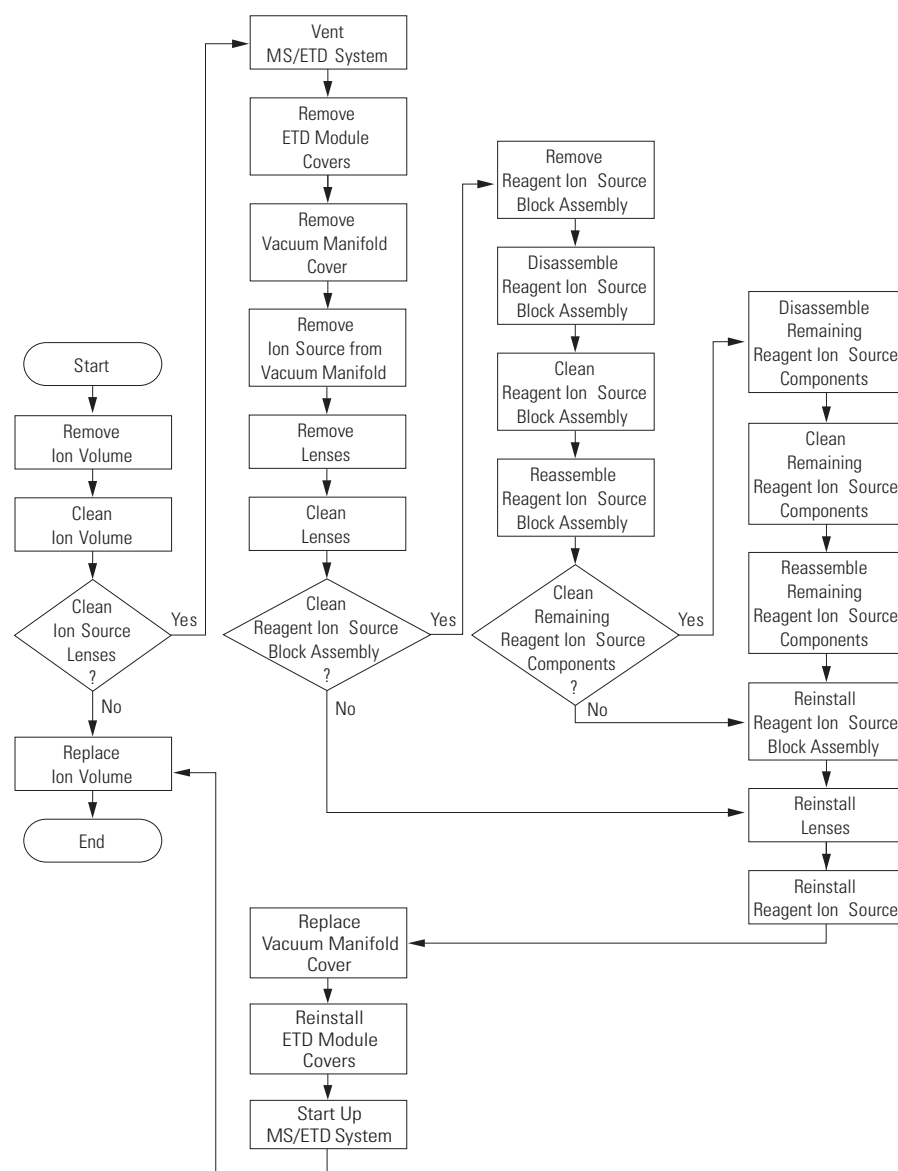 Start
Remove
Ion Volume
Clean
Ion Volume
Clean
Ion Source
Lenses
?
Yes
No
Replace
Ion Volume
End
Vent
MS/ETD System
Remove
ETD Module
Covers
Remove
Vacuum Manifold
Cover
Remove
Ion Source from
Vacuum Manifold
Remove
Lenses
Clean
Lenses
Clean
Reagent Ion Source
Block Assembly
?
Yes
No
Remove
Reagent Ion Source
Block Assembly
Disassemble
Reagent Ion Source
Block Assembly
Clean
Reagent Ion Source
Block Assembly
Reassemble
Reagent Ion Source
Block Assembly
Clean
Remaining
Reagent Ion Source
Components
?
Yes
No
Disassemble
Remaining
Reagent Ion Source
Components
Clean
Remaining
Reagent Ion Source
Components
Reassemble
Remaining
Reagent Ion Source
Components
Reinstall
Reagent Ion Source
Block Assembly
Reinstall
Lenses
Reinstall
Reagent Ion Source
Replace
Vacuum Manifold
Cover
Reinstall
ETD Module
Covers
Start Up
MS/ETD System